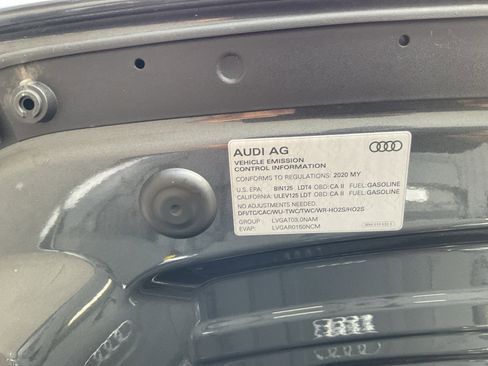 AUDI AG
VEHICLE EMISSION
CONTROL INFORMATION
CONFORMS TO REGULATIONS: 2020 MY
U.S. EPA: BIN125 LDT4 OBD: CA II FUEL: GASOLINE
CALIFORNIA: ULEV125 LDT OBD: CA II FUEL: GASOLINE
NO ADJUSTMENTS NEEDED.
DFI/TC/CAC/WU-TWC/TWC/WR-HO2S/HO2S
GROUP: LVGAT03.0NAM
EVAP: LVGAR0150NCM